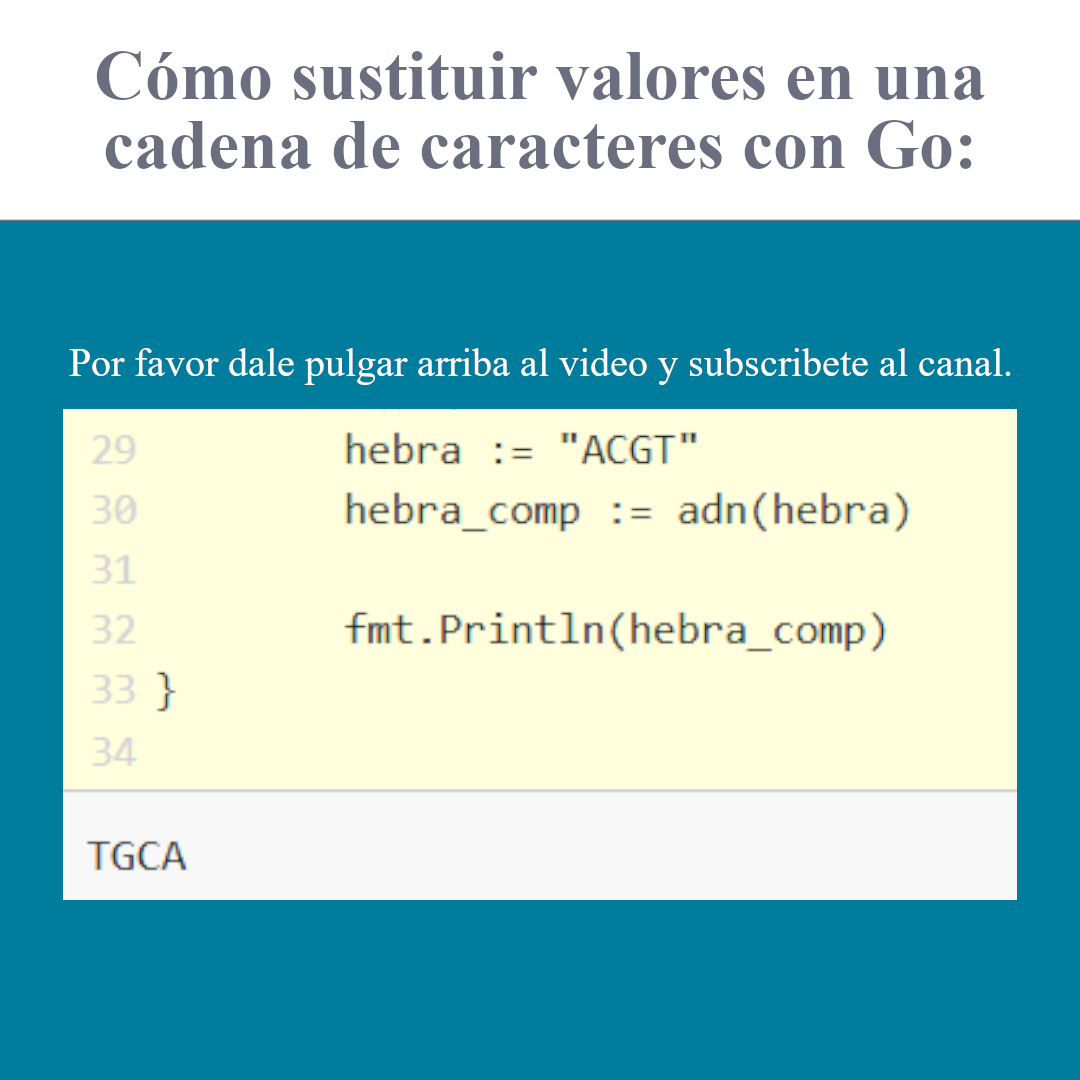 Cómo sustituir valores en una
cadena de caracteres con Go:
Por favor dale pulgar arriba al video y subscribete al canal.
29 hebra := "ACGT"
30 hebra_comp := adn(hebra)
31
32 fmt.Println(hebra_comp)
33 }
34
TGCA